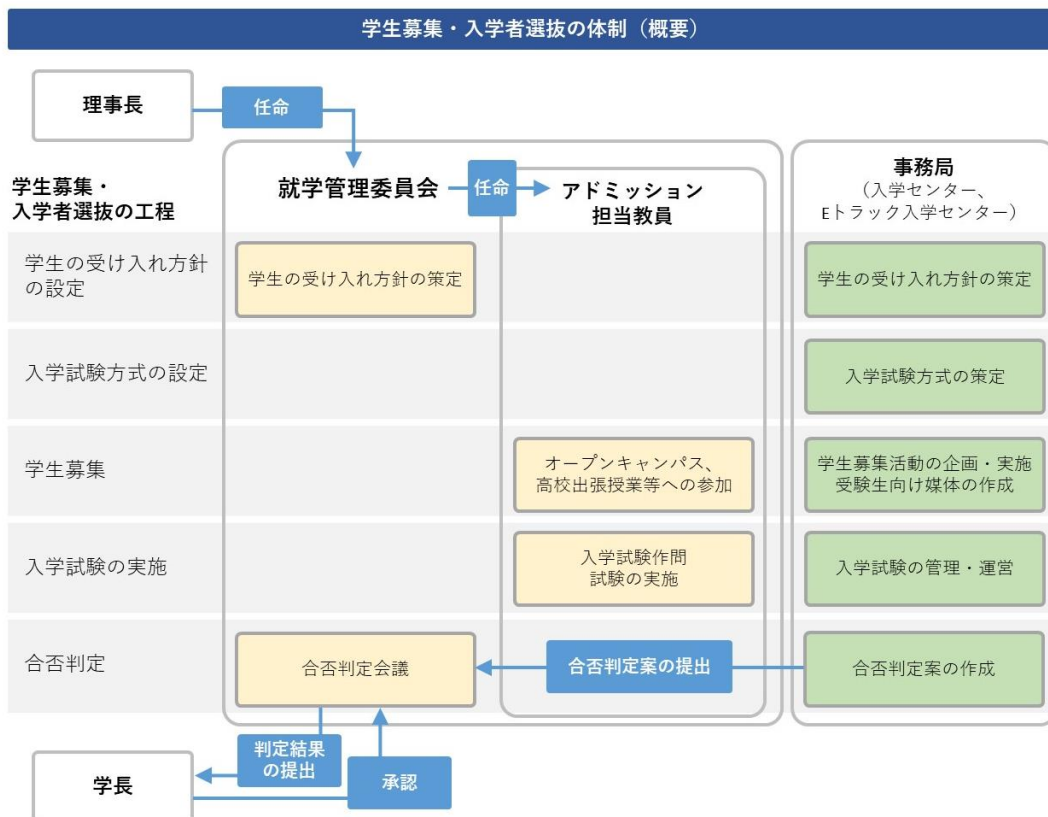 学生募集・入学者選抜の体制（概要）
理事長
任命
学生募集・
入学者選抜の工程
就学管理委員会
任命
アドミッション
担当教員
事務局
（入学センター、
Eトラック入学センター）
学生の受け入れ方針
の設定
学生の受け入れ方針の策定
学生の受け入れ方針の策定
入学試験方式の設定
入学試験方式の策定
学生募集
オープンキャンパス、
高校出張授業等への参加
学生募集活動の企画・実施
受験生向け媒体の作成
入学試験の実施
入学試験作問
試験の実施
入学試験の管理・運営
合否判定
合否判定会議
合否判定案の提出
合否判定案の作成
判定結果
の提出
承認
学長